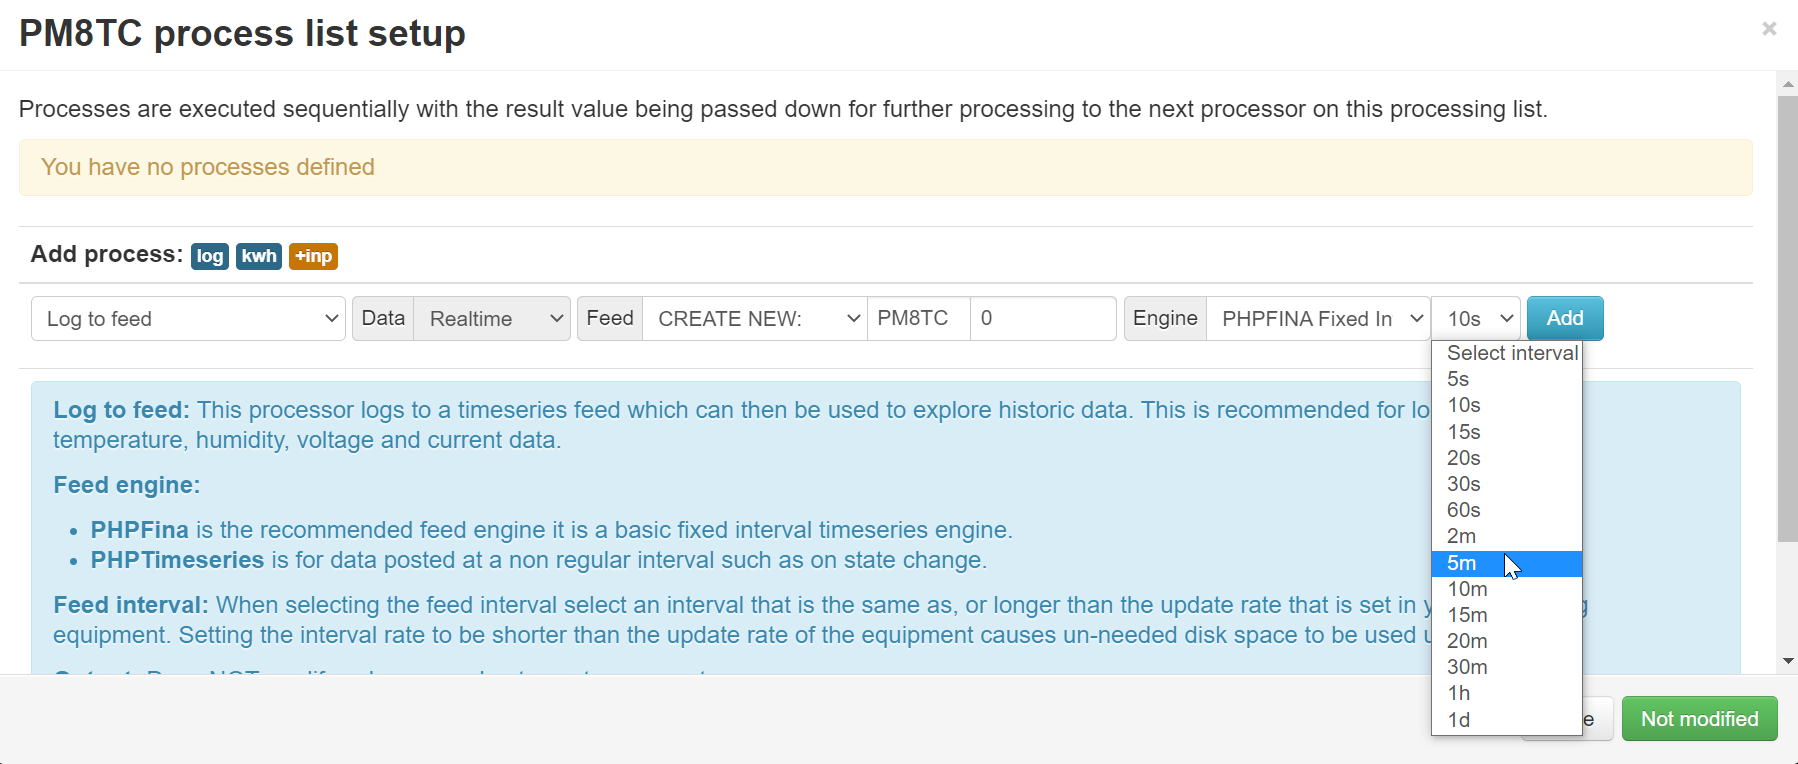 PM8TC process list setup
×
Processes are executed sequentially with the result value being passed down for further processing to the next processor on this processing list.
You have no processes defined
Add process: log kwh +inp
Log to feed Data Realtime Feed CREATE NEW: PM8TC 0 Engine PHPFINA Fixed In 10s Add
Select interval
5s
10s
15s
20s
30s
60s
2m
5m
10m
15m
20m
30m
1h
1d
Log to feed: This processor logs to a timeseries feed which can then be used to explore historic data. This is recommended for lo
temperature, humidity, voltage and current data.
Feed engine:
• PHPFina is the recommended feed engine it is a basic fixed interval timeseries engine.
• PHPTimeseries is for data posted at a non regular interval such as on state change.
Feed interval: When selecting the feed interval select an interval that is the same as, or longer than the update rate that is set in y g
equipment. Setting the interval rate to be shorter than the update rate of the equipment causes un-needed disk space to be used u
e Not modified